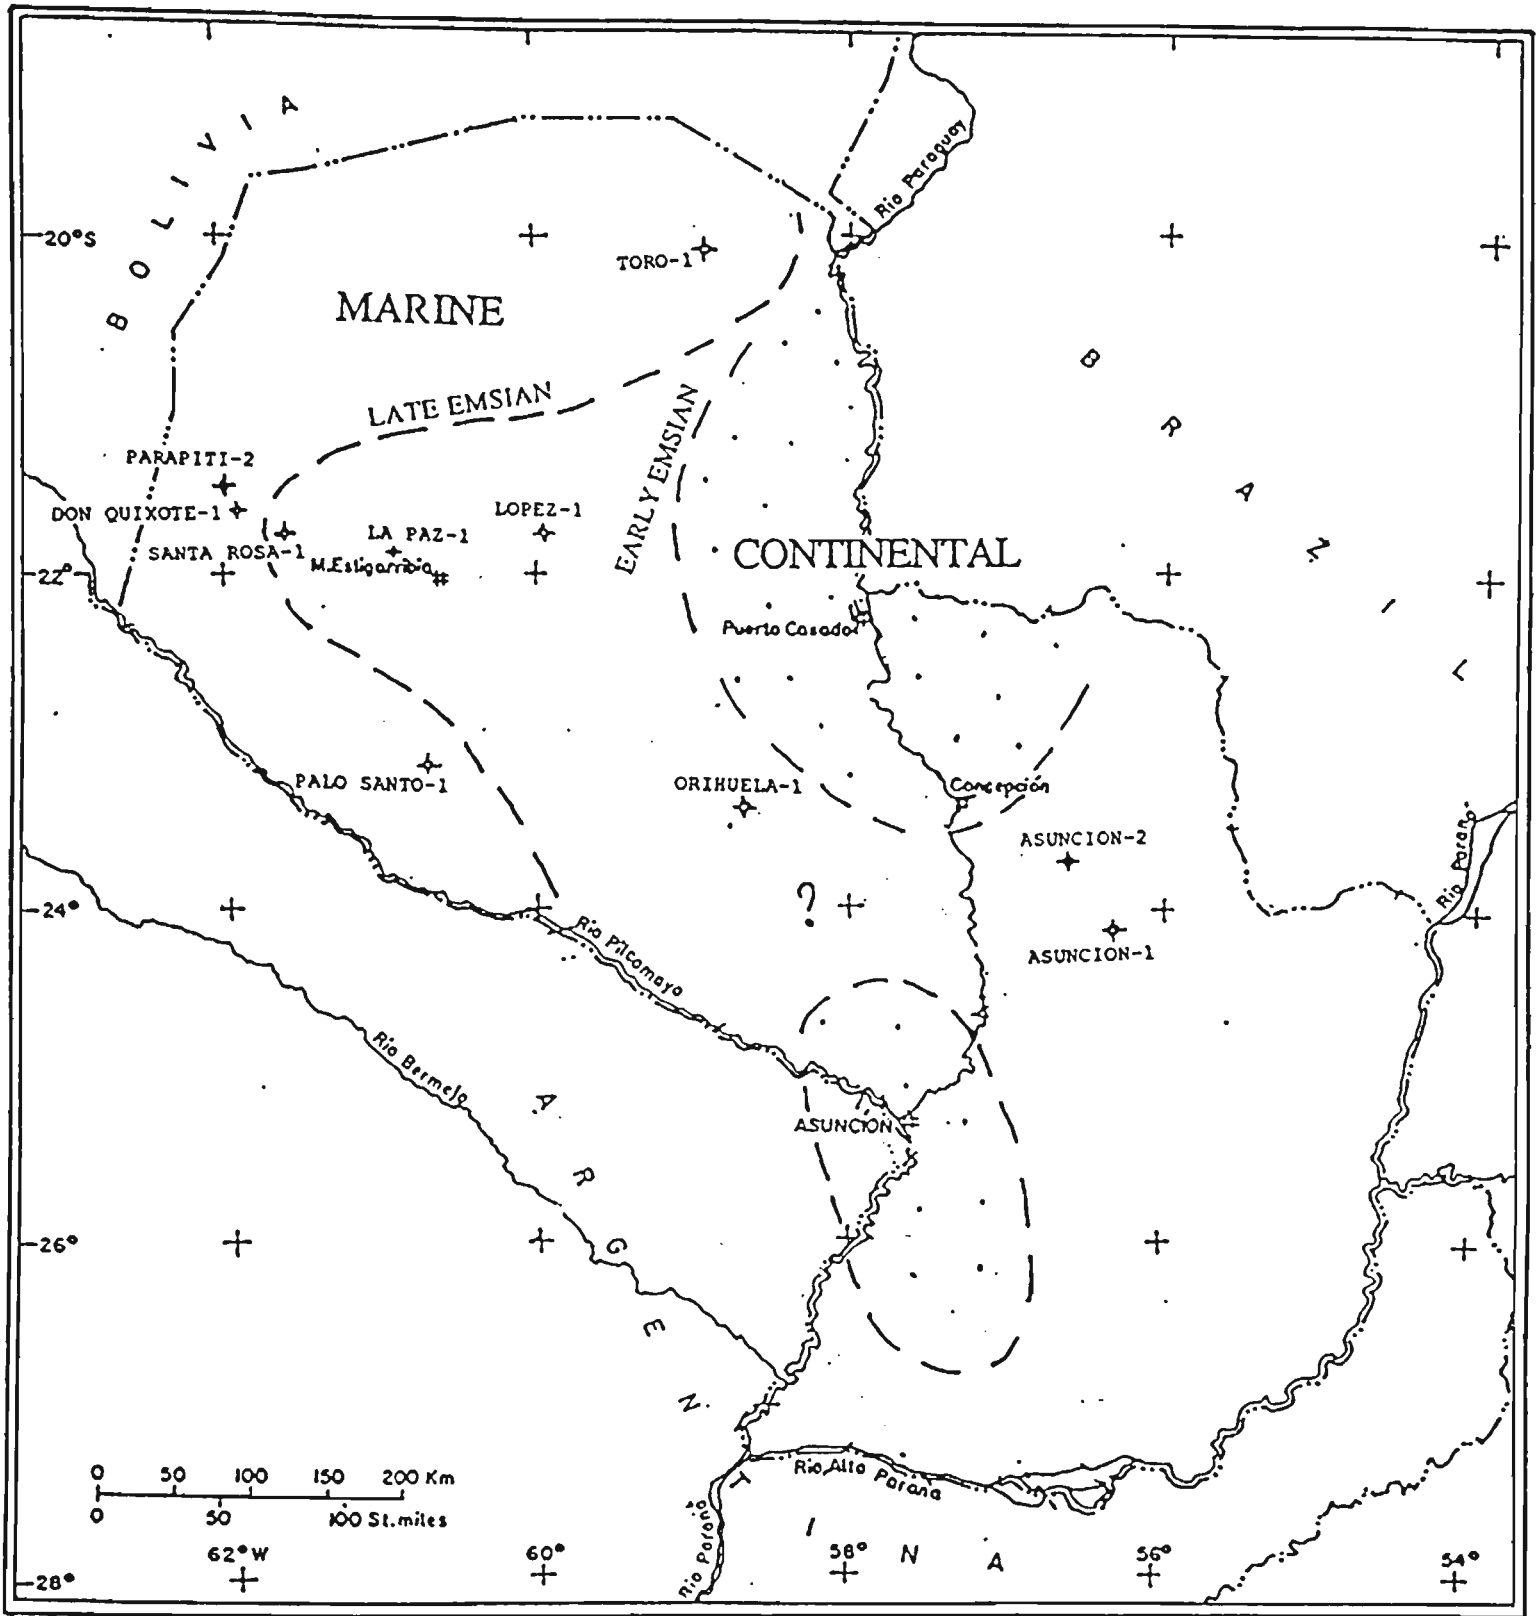 BOLIVIA
Rio Paraguay
20°S
TORO-1
MARINE
BRAZIL
LATE EMSIAN
EARLY EMSIAN
PARAPITI-2
DON QUIXOTE-1
LOPEZ-1
LA PAZ-1
SANTA ROSA-1
M.Estigarribia
CONTINENTAL
22°
Puerto Casado
PALO SANTO-1
ORIHUELA-1
Concepción
ASUNCION-2
Rio Paraná
24°
?
ASUNCION-1
Rio Pilcomayo
Rio Bermejo
ASUNCION
ARGENTINA
26°
Rio Alto Parana
Rio Parana
0 50 100 150 200 Km
0 50 100 St.miles
62°W 60° 58° 56° 54°
28°